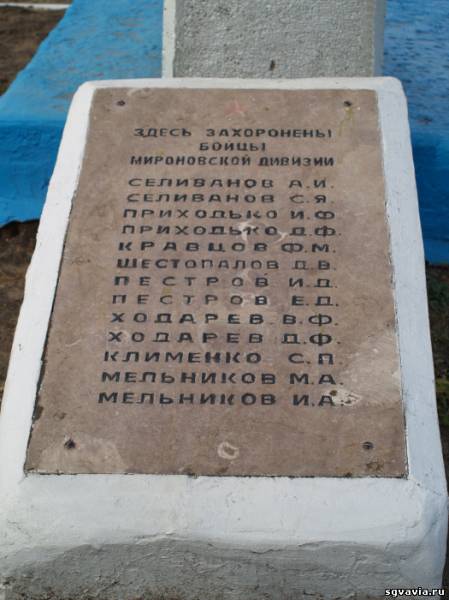 ЗДЕСЬ ЗАХОРОНЕНЫ
БОЙЦЫ
МИРОНОВСКОЙ ДИВИЗИИ
СЕЛИВАНОВ А.И.
СЕЛИВАНОВ С.Я.
ПРИХОДЬКО И.Ф
ПРИХОДЬКО Д.Ф.
КРАВЦОВ Ф.М.
ШЕСТОПАЛОВ Д.В.
ПЕСТРОВ И.Д.
ПЕСТРОВ Е.Д.
ХОДАРЕВ В.Ф.
ХОДАРЕВ Д.Ф.
КЛИМЕНКО С.П.
МЕЛЬНИКОВ М.А.
МЕЛЬНИКОВ И.А.
sgvavia.ru